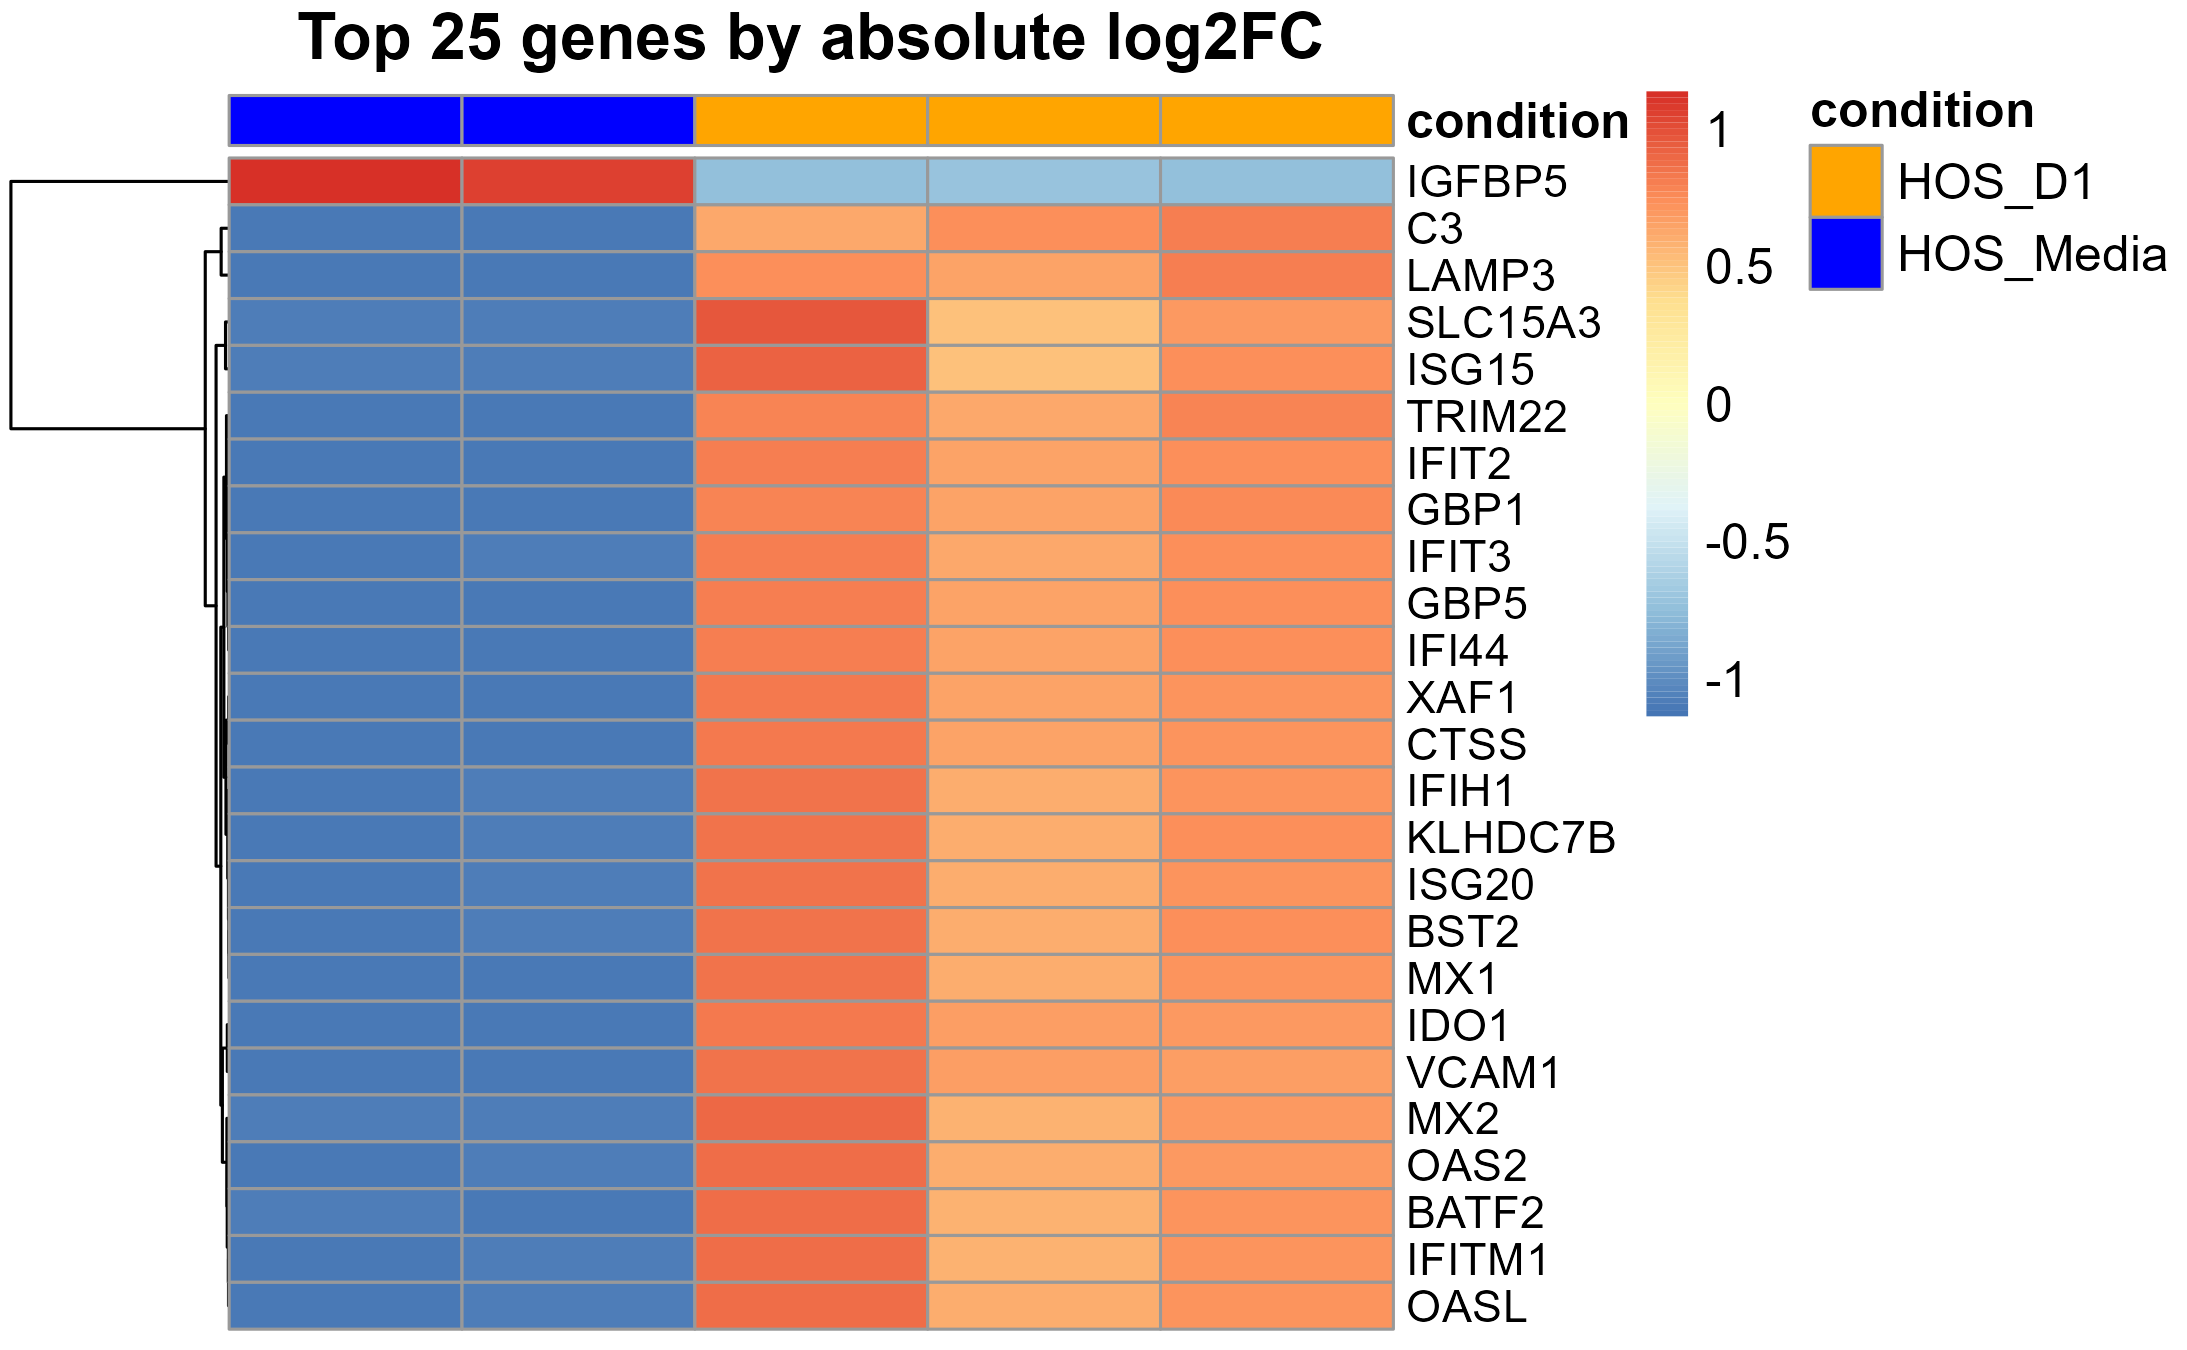 Top 25 genes by absolute log2FC
condition
IGFBP5
C3
LAMP3
SLC15A3
ISG15
TRIM22
IFIT2
GBP1
IFIT3
GBP5
IFI44
XAF1
CTSS
IFIH1
KLHDC7B
ISG20
BST2
MX1
IDO1
VCAM1
MX2
OAS2
BATF2
IFITM1
OASL
1
0.5
0
-0.5
-1
condition
HOS_D1
HOS_Media